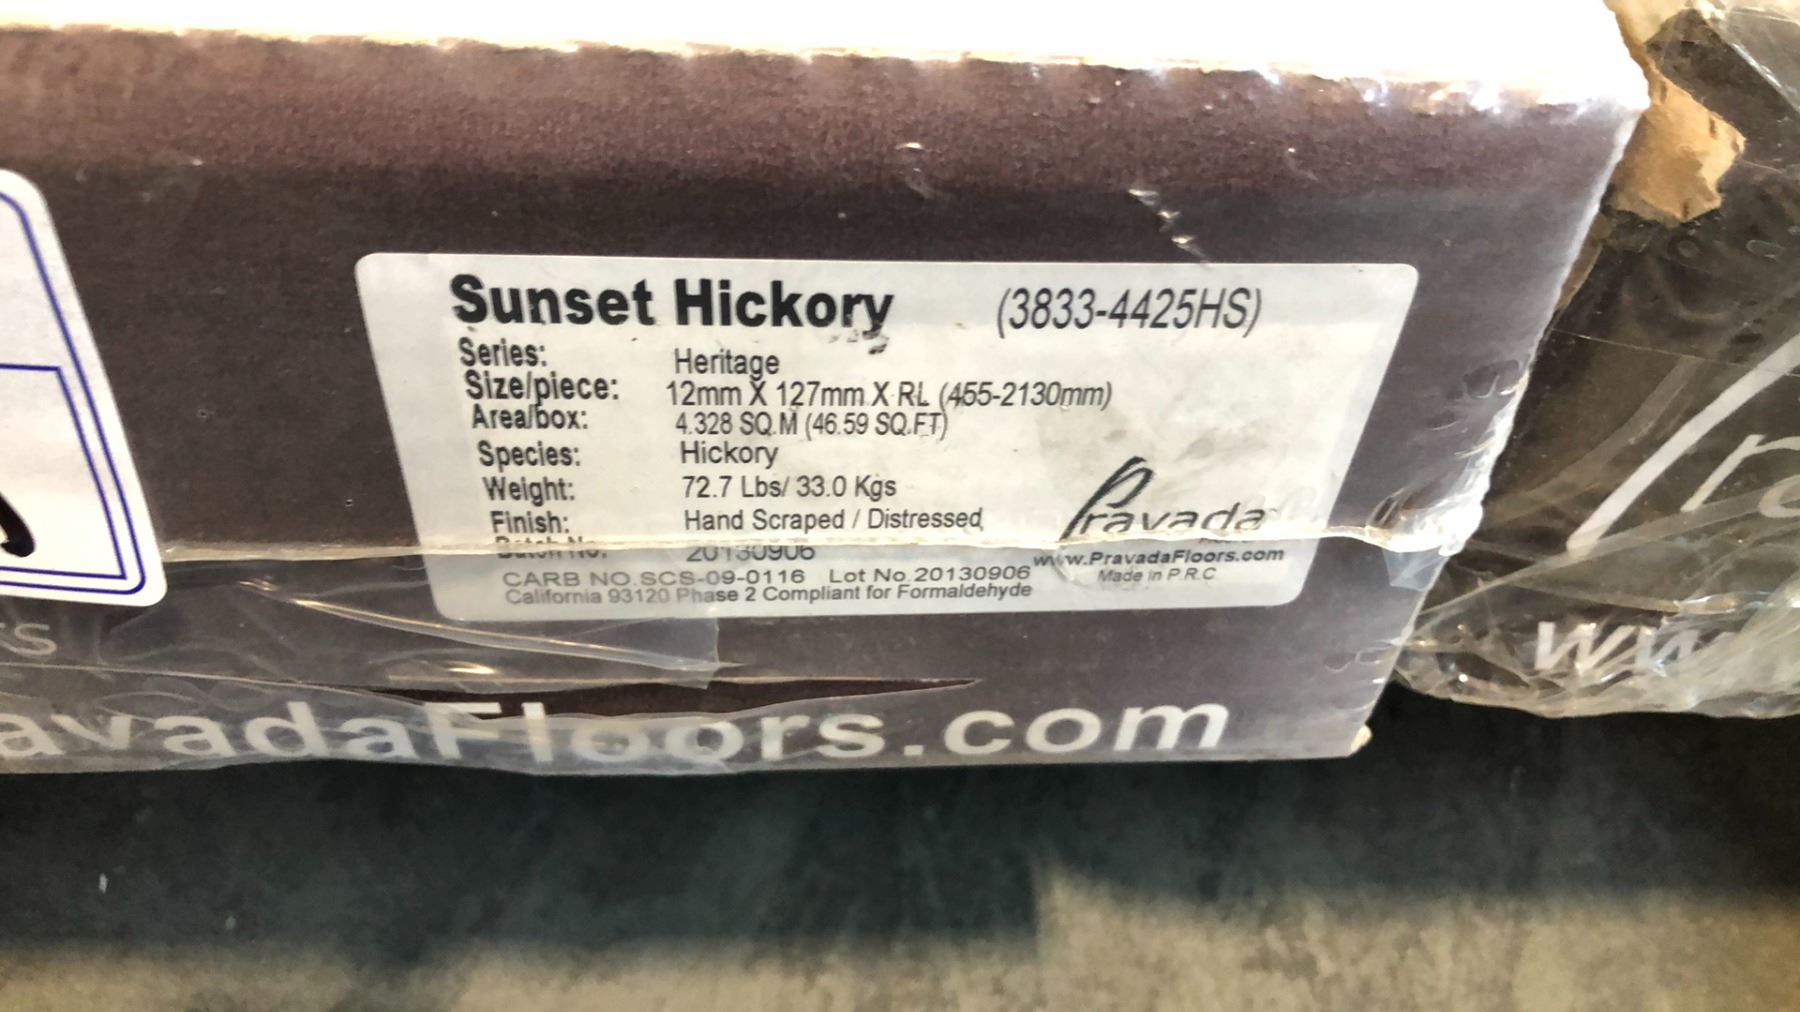 Sunset Hickory (3833-4425HS)
Series: Heritage
Size/piece: 12mm X 127mm X RL (455-2130mm)
Area/box: 4.328 SQ.M (46.59 SQ.FT)
Species: Hickory
Weight: 72.7 Lbs/ 33.0 Kgs
Finish: Hand Scraped / Distressed
Pravada
Batch No. 20130906
www.PravadaFloors.com
CARB NO.SCS-09-0116 Lot No.20130906
Made in P.R.C
California 93120 Phase 2 Compliant for Formaldehyde
avadaFloors.com
ww